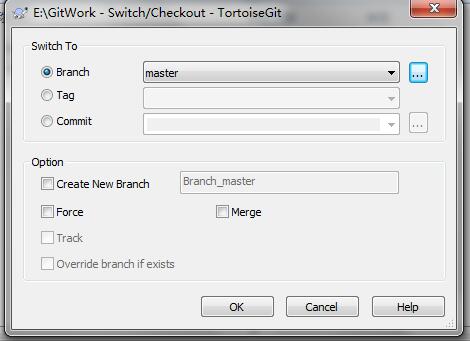 E:\GitWork - Switch/Checkout - TortoiseGit
Switch To
Branch
master
...
Tag
Commit
...
Option
Create New Branch
Branch_master
Force
Merge
Track
Override branch if exists
OK
Cancel
Help